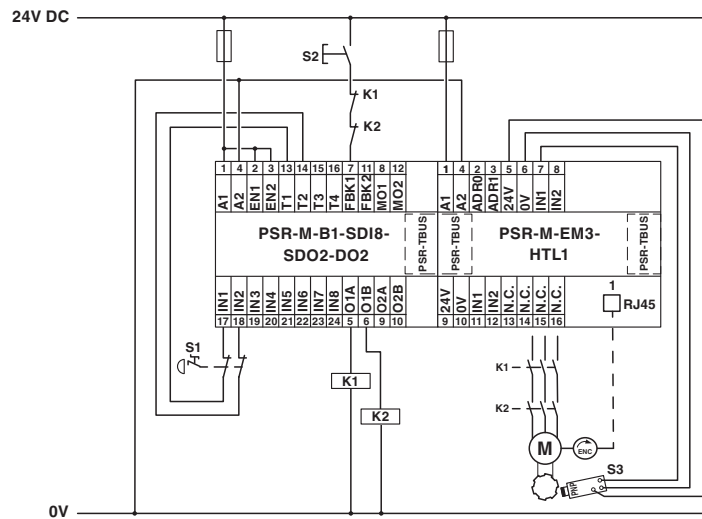 24V DC
S2
K1
K2
1 4 2 3 13 14 15 16 7 11 8 12
A1 A2 EN1 EN2 T1 T2 T3 T4 FBK1 FBK2 MO1 MO2
1 4 2 3 5 6 7 8
A1 A2 ADR0 ADR1 24V 0V IN1 IN2
PSR-M-B1-SDI8-
SDO2-DO2
PSR-TBUS
PSR-TBUS
PSR-M-EM3-
HTL1
PSR-TBUS
IN1 IN2 IN3 IN4 IN5 IN6 IN7 IN8 O1A O1B O2A O2B
17 18 19 20 21 22 23 24 5 6 9 10
24V 0V IN1 IN2 N.C. N.C. N.C. N.C.
9 10 11 12 13 14 15 16
1
RJ45
S1
K1
K2
K1
K2
M
ENC
S3
PNP
0V